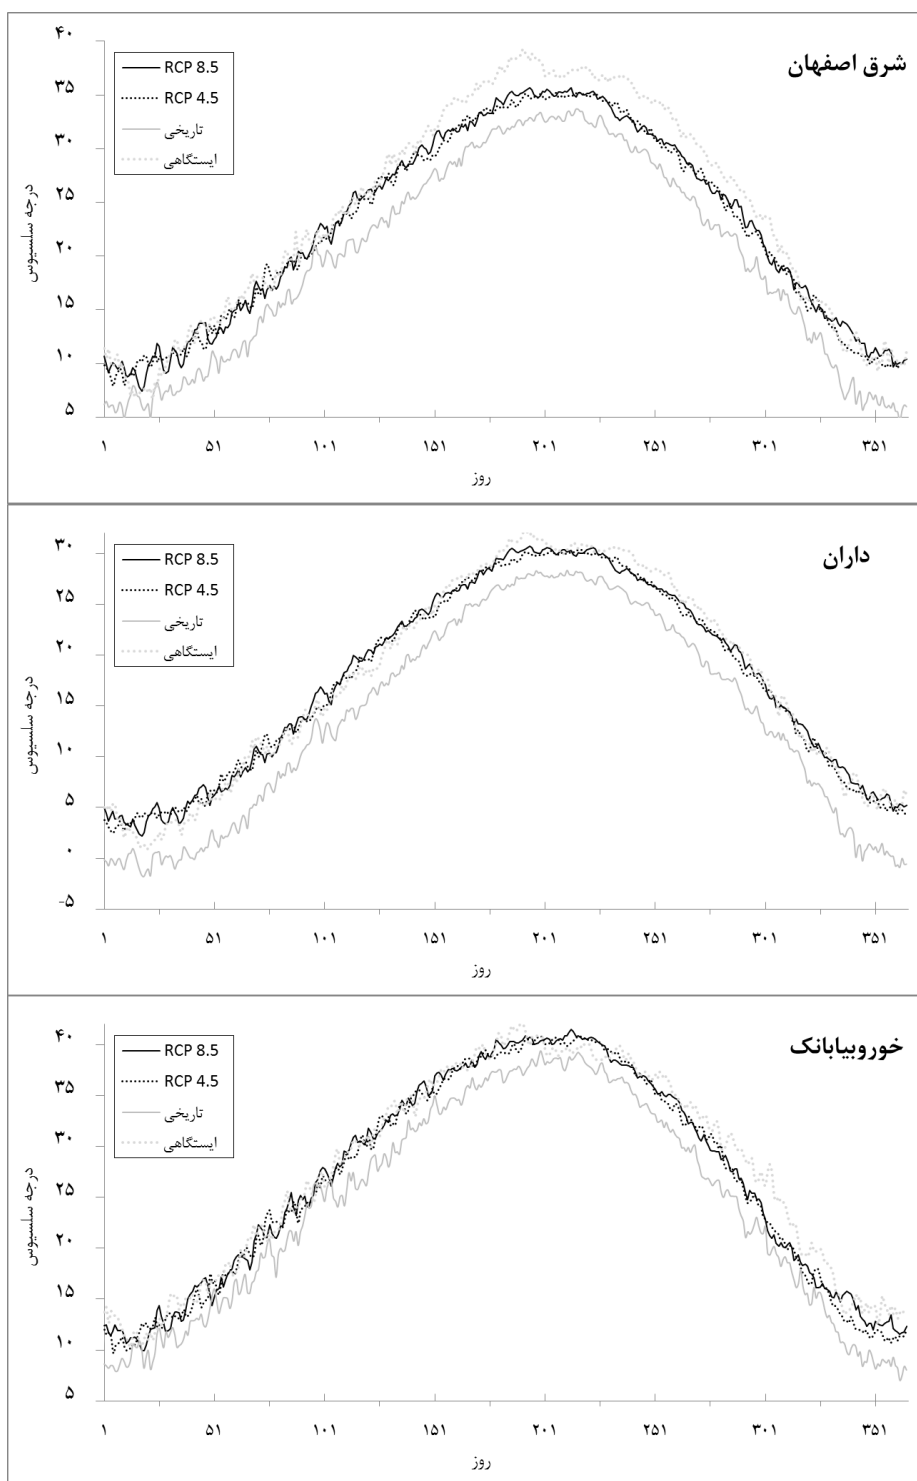 شرق اصفهان
RCP 8.5
RCP 4.5
تاریخی
ایستگاهی
درجه سلسیوس
۴۰
۳۵
۳۰
۲۵
۲۰
۱۵
۱۰
۵
۱ ۵۱ ۱۰۱ ۱۵۱ ۲۰۱ ۲۵۱ ۳۰۱ ۳۵۱
روز
داران
RCP 8.5
RCP 4.5
تاریخی
ایستگاهی
درجه سلسیوس
۳۰
۲۵
۲۰
۱۵
۱۰
۵
۰
-۵
۱ ۵۱ ۱۰۱ ۱۵۱ ۲۰۱ ۲۵۱ ۳۰۱ ۳۵۱
روز
خوروبیابانک
RCP 8.5
RCP 4.5
تاریخی
ایستگاهی
درجه سلسیوس
۴۰
۳۵
۳۰
۲۵
۲۰
۱۵
۱۰
۵
۱ ۵۱ ۱۰۱ ۱۵۱ ۲۰۱ ۲۵۱ ۳۰۱ ۳۵۱
روز